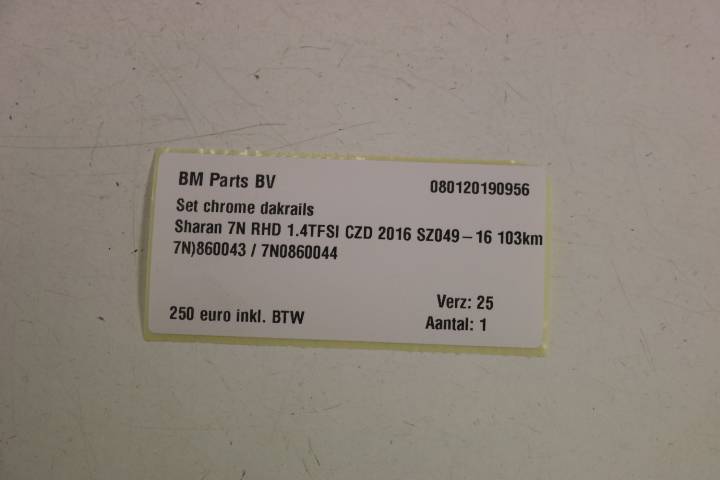 BM Parts BV 080120190956
Set chrome dakrails
Sharan 7N RHD 1.4TFSI CZD 2016 SZ049-16 103km
7N)860043 / 7N0860044
Verz: 25
250 euro inkl. BTW Aantal: 1